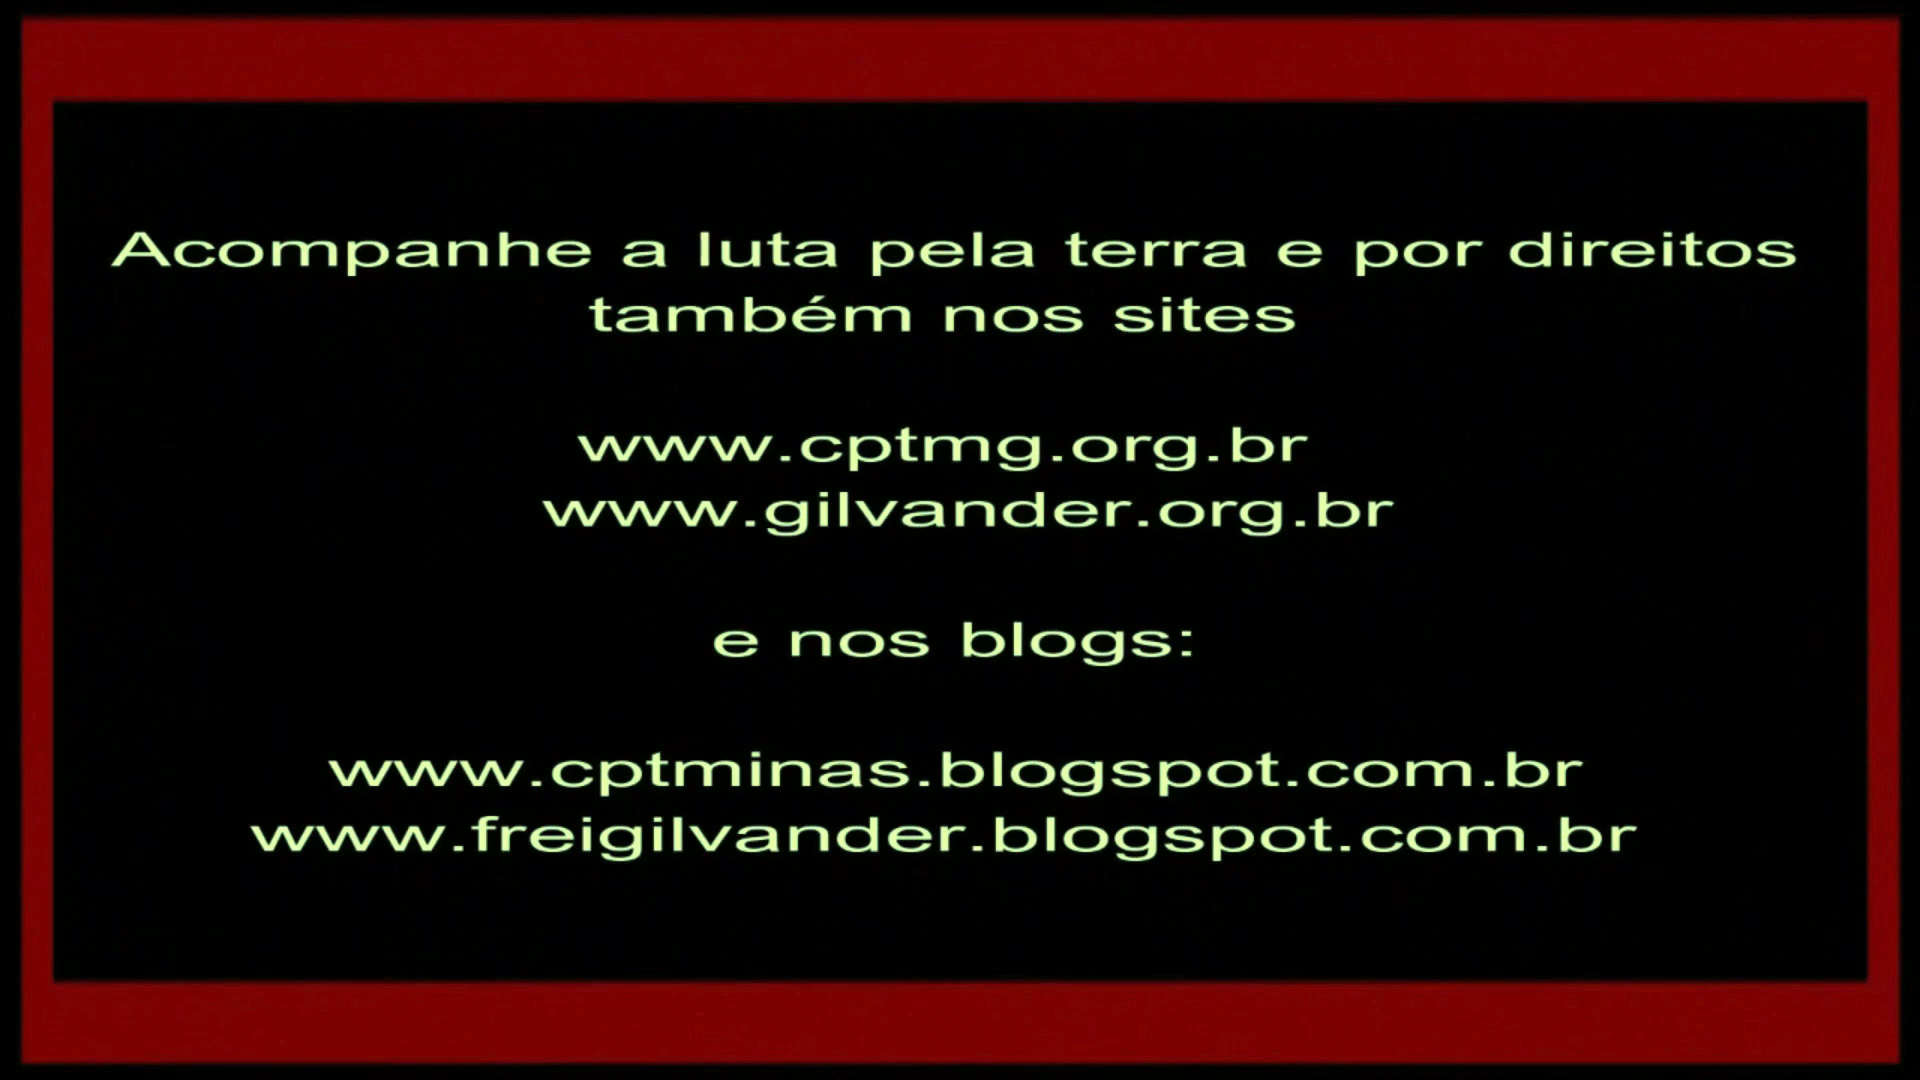 Acompanhe a luta pela terra e por direitos
também nos sites
www.cptmg.org.br
www.gilvander.org.br
e nos blogs:
www.cptminas.blogspot.com.br
www.freigilvander.blogspot.com.br